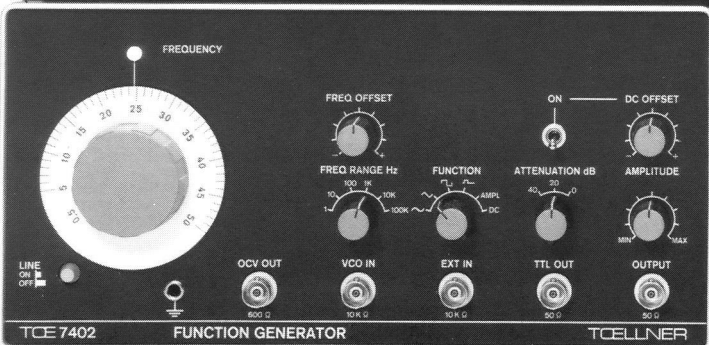 FREQUENCY
0.5 5 10 15 20 25 30 35 40 45 50
FREQ OFFSET
- +
ON
DC OFFSET
- +
FREQ RANGE Hz
1 10 100 1K 10K 100K
FUNCTION
AMPL
DC
ATTENUATION dB
40 20 0
AMPLITUDE
MIN MAX
LINE
ON
OFF
OCV OUT
600 Ω
VCO IN
10 K Ω
EXT IN
10 K Ω
TTL OUT
50 Ω
OUTPUT
50 Ω
TOE 7402
FUNCTION GENERATOR
TOELLNER